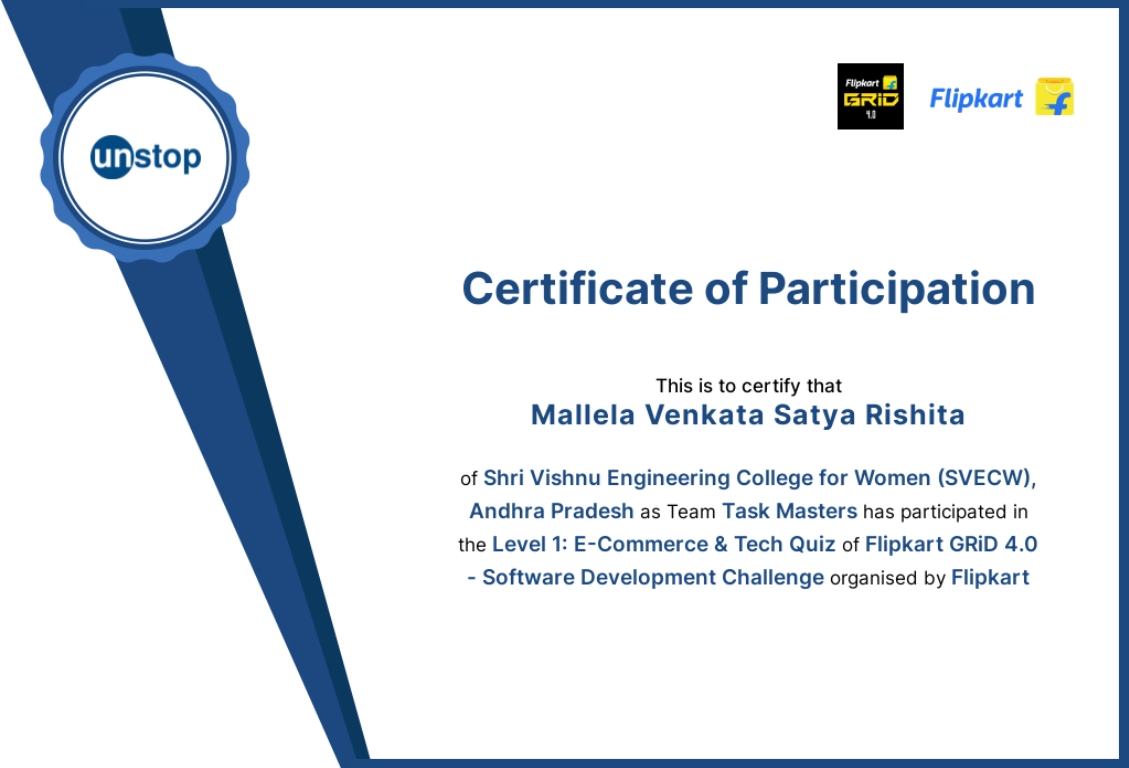 unstop
Flipkart
GRiD
4.0
Flipkart
Certificate of Participation
This is to certify that
Mallela Venkata Satya Rishita
of Shri Vishnu Engineering College for Women (SVECW),
Andhra Pradesh as Team Task Masters has participated in
the Level 1: E-Commerce & Tech Quiz of Flipkart GRiD 4.0
- Software Development Challenge organised by Flipkart